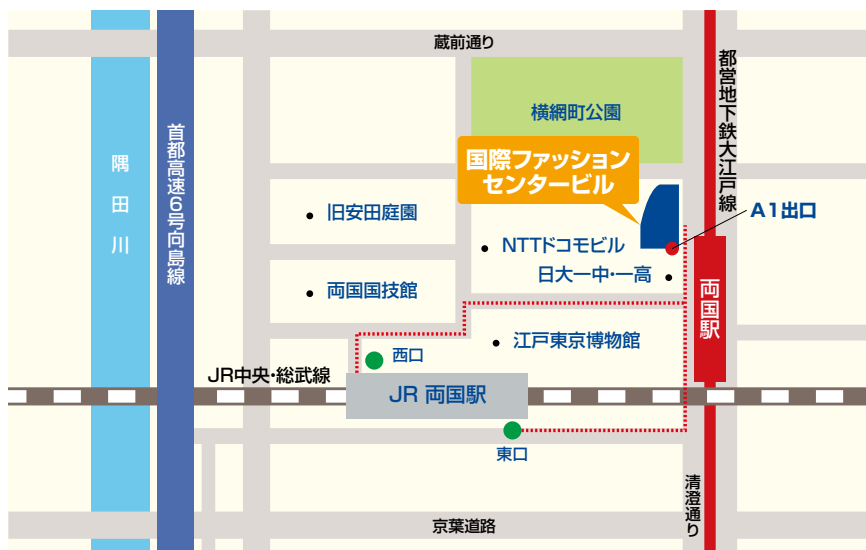 蔵前通り
都営地下鉄大江戸線
横網町公園
首都高速6号向島線
隅田川
国際ファッション
センタービル
旧安田庭園
A1出口
NTTドコモビル
日大一中・一高
両国国技館
両国駅
江戸東京博物館
西口
JR中央・総武線
JR 両国駅
東口
清澄通り
京葉道路